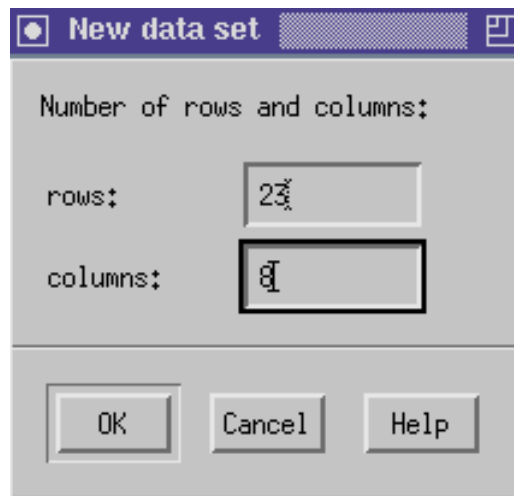 New data set
Number of rows and columns:
rows: 23
columns: 8
OK Cancel Help